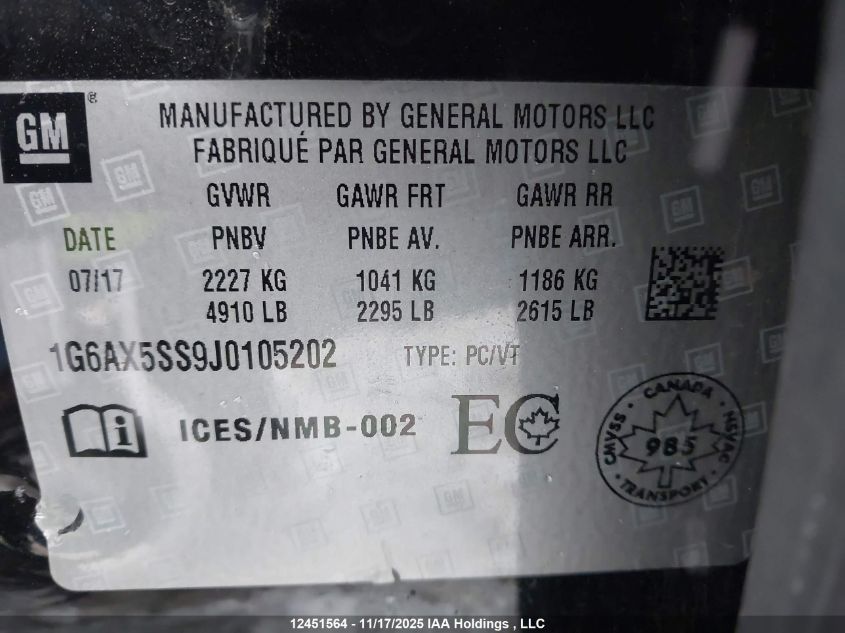 GM®
MANUFACTURED BY GENERAL MOTORS LLC
FABRIQUÉ PAR GENERAL MOTORS LLC
GVWR GAWR FRT GAWR RR
DATE PNBV PNBE AV. PNBE ARR.
07/17 2227 KG 1041 KG 1186 KG
4910 LB 2295 LB 2615 LB
1G6AX5SS9J0105202 TYPE: PC/VT
i ICES/NMB-002 EC
CANADA
CMVSS 985 NSVAC
TRANSPORT
12451564 - 11/17/2025 IAA Holdings , LLC